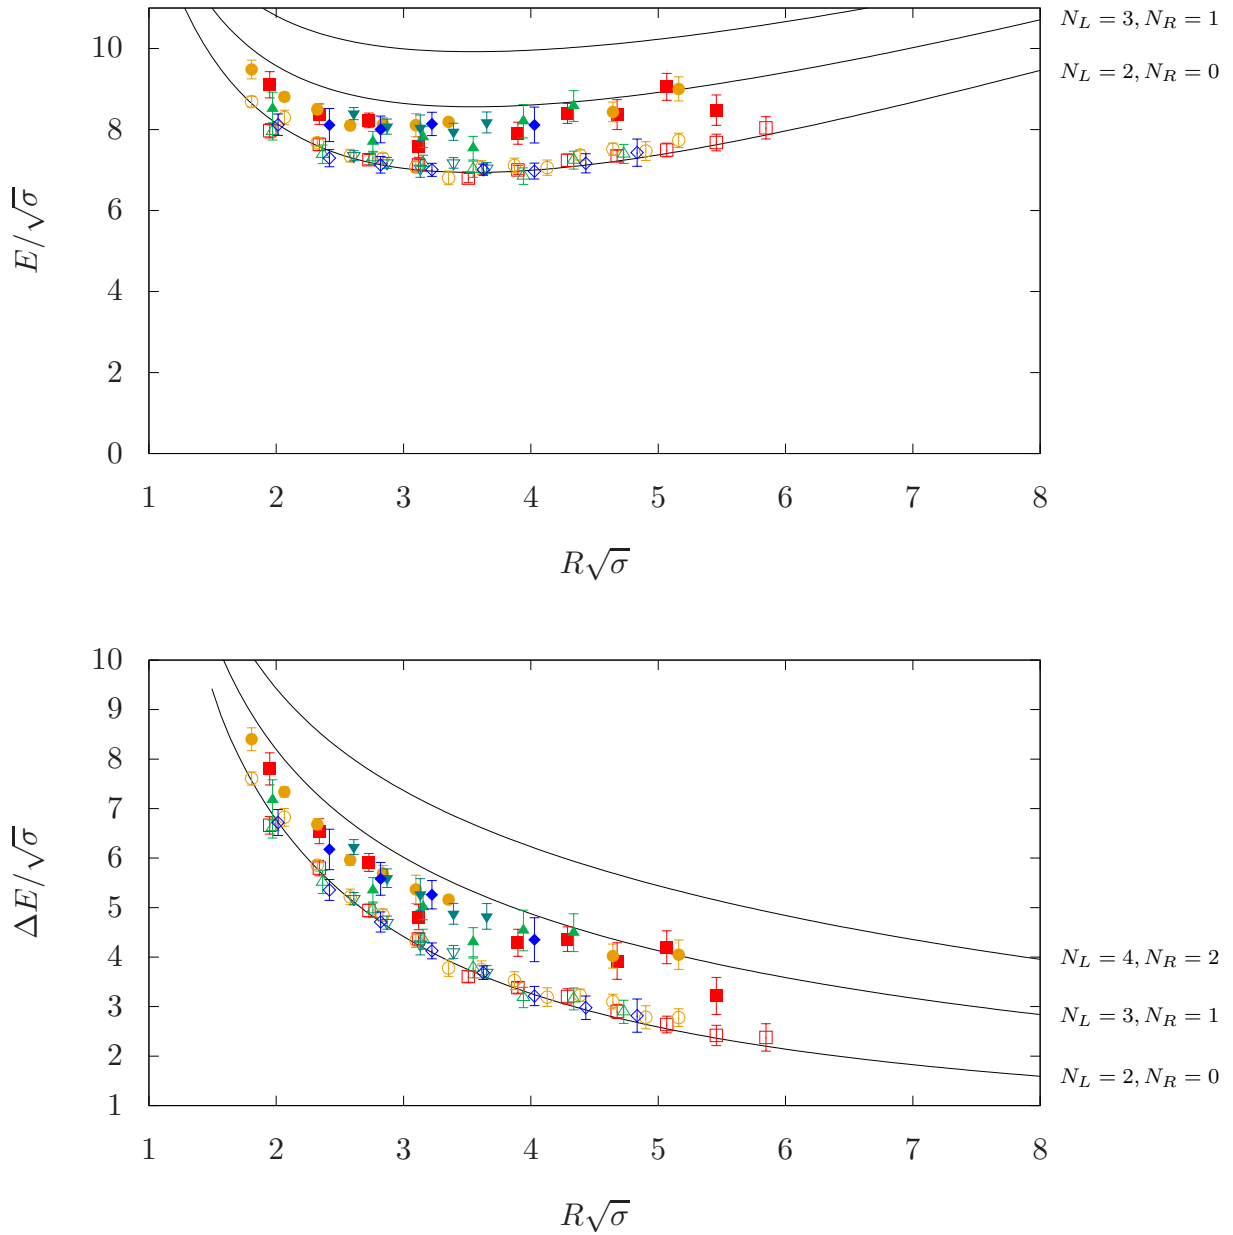 10
8
6
4
2
0
E/√σ
1 2 3 4 5 6 7 8
R√σ
N_L = 3, N_R = 1
N_L = 2, N_R = 0
10
9
8
7
6
5
4
3
2
1
ΔE/√σ
1 2 3 4 5 6 7 8
R√σ
N_L = 4, N_R = 2
N_L = 3, N_R = 1
N_L = 2, N_R = 0